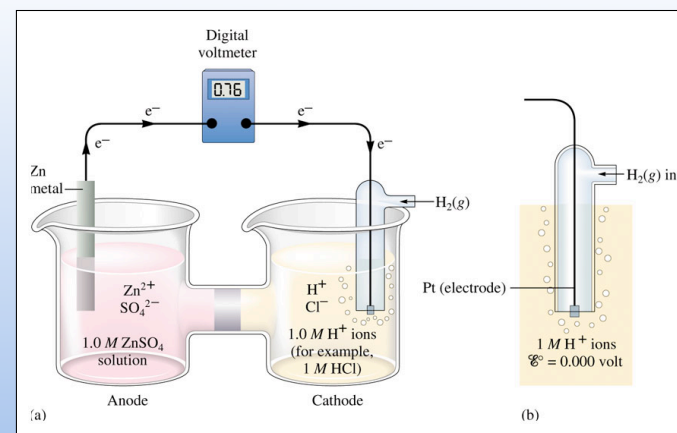 Digital
voltmeter
0.76
e⁻
e⁻
e⁻
e⁻
Zn
metal
H₂(g)
H₂(g) in
Zn²⁺
SO₄²⁻
1.0 M ZnSO₄
solution
H⁺
Cl⁻
1.0 M H⁺ ions
(for example,
1 M HCl)
Pt (electrode)
1 M H⁺ ions
ℰ° = 0.000 volt
(a)
Anode
Cathode
(b)